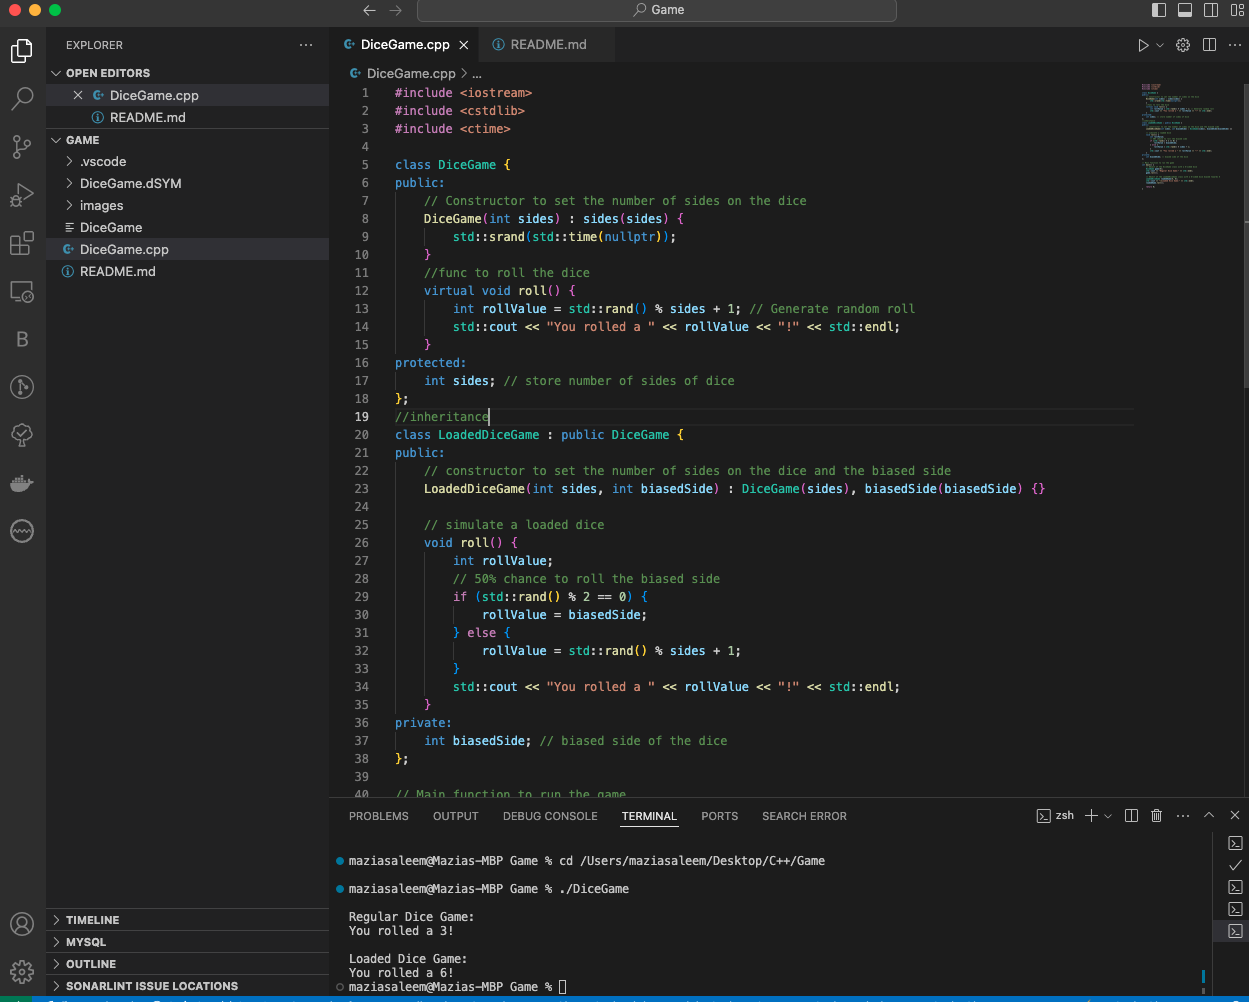 Game
EXPLORER
OPEN EDITORS
DiceGame.cpp
README.md
GAME
.vscode
DiceGame.dSYM
images
DiceGame
DiceGame.cpp
README.md
TIMELINE
MYSQL
OUTLINE
SONARLINT ISSUE LOCATIONS
DiceGame.cpp README.md
DiceGame.cpp > ...
1 #include <iostream>
2 #include <cstdlib>
3 #include <ctime>
4
5 class DiceGame {
6 public:
7 // Constructor to set the number of sides on the dice
8 DiceGame(int sides) : sides(sides) {
9 std::srand(std::time(nullptr));
10 }
11 //func to roll the dice
12 virtual void roll() {
13 int rollValue = std::rand() % sides + 1; // Generate random roll
14 std::cout << "You rolled a " << rollValue << "!" << std::endl;
15 }
16 protected:
17 int sides; // store number of sides of dice
18 };
19 //inheritance
20 class LoadedDiceGame : public DiceGame {
21 public:
22 // constructor to set the number of sides on the dice and the biased side
23 LoadedDiceGame(int sides, int biasedSide) : DiceGame(sides), biasedSide(biasedSide) {}
24
25 // simulate a loaded dice
26 void roll() {
27 int rollValue;
28 // 50% chance to roll the biased side
29 if (std::rand() % 2 == 0) {
30 rollValue = biasedSide;
31 } else {
32 rollValue = std::rand() % sides + 1;
33 }
34 std::cout << "You rolled a " << rollValue << "!" << std::endl;
35 }
36 private:
37 int biasedSide; // biased side of the dice
38 };
39
40 // Main function to run the game
PROBLEMS OUTPUT DEBUG CONSOLE TERMINAL PORTS SEARCH ERROR zsh
maziasaleem@Mazias-MBP Game % cd /Users/maziasaleem/Desktop/C++/Game
maziasaleem@Mazias-MBP Game % ./DiceGame
Regular Dice Game:
You rolled a 3!
Loaded Dice Game:
You rolled a 6!
maziasaleem@Mazias-MBP Game %